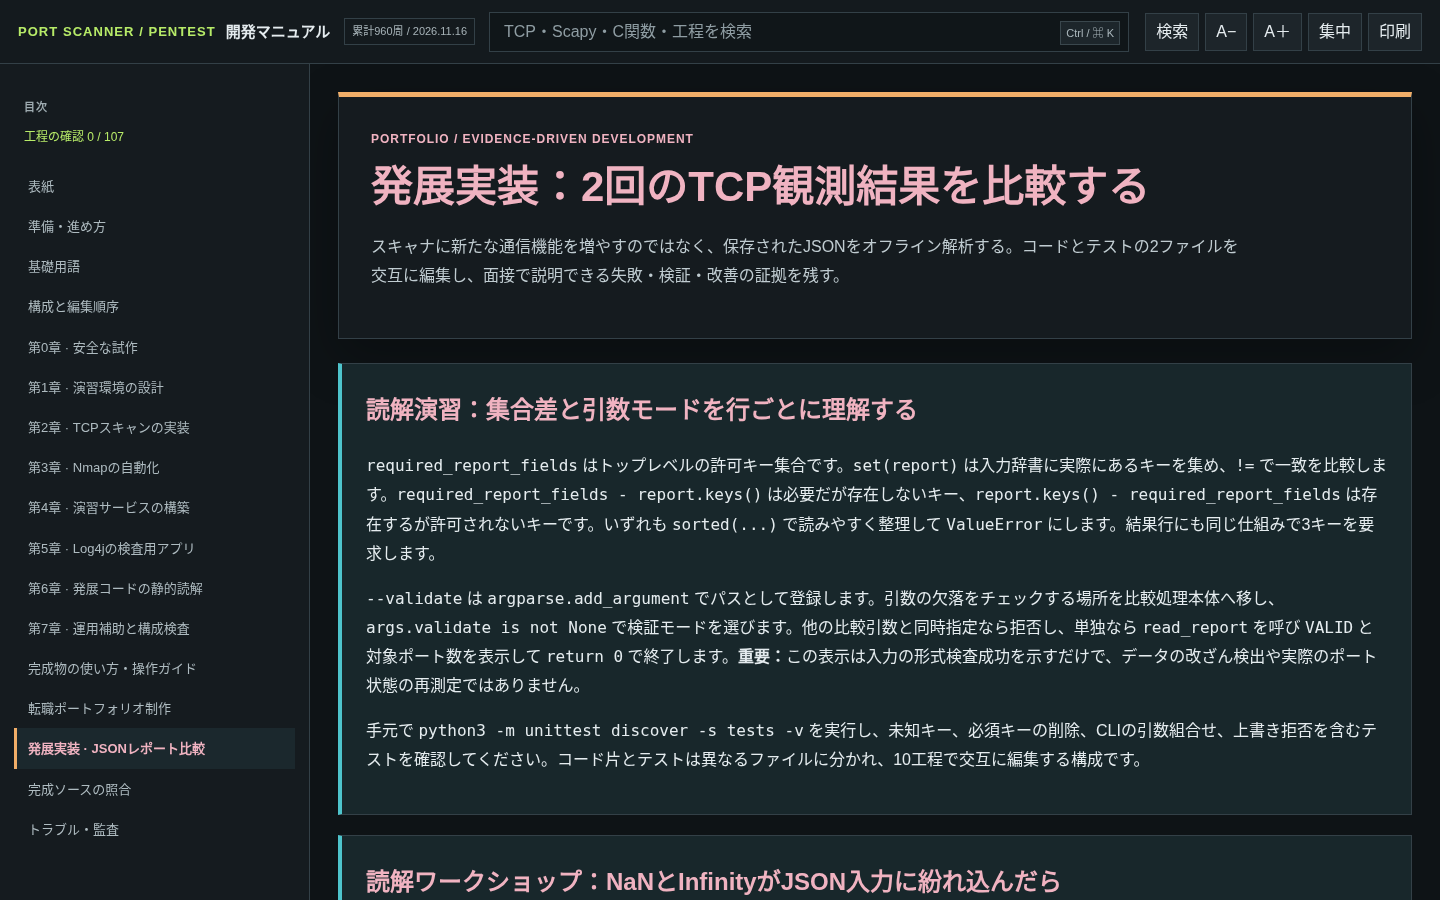 PORT SCANNER / PENTEST 開発マニュアル
累計960周 / 2026.11.16
TCP・Scapy・C関数・工程を検索
Ctrl / ⌘ K
検索
A−
A＋
集中
印刷
目次
工程の確認 0 / 107
表紙
準備・進め方
基礎用語
構成と編集順序
第0章 · 安全な試作
第1章 · 演習環境の設計
第2章 · TCPスキャンの実装
第3章 · Nmapの自動化
第4章 · 演習サービスの構築
第5章 · Log4jの検査用アプリ
第6章 · 発展コードの静的読解
第7章 · 運用補助と構成検査
完成物の使い方・操作ガイド
転職ポートフォリオ制作
発展実装 · JSONレポート比較
完成ソースの照合
トラブル・監査
PORTFOLIO / EVIDENCE-DRIVEN DEVELOPMENT
発展実装：2回のTCP観測結果を比較する
スキャナに新たな通信機能を増やすのではなく、保存されたJSONをオフライン解析する。コードとテストの2ファイルを
交互に編集し、面接で説明できる失敗・検証・改善の証拠を残す。
読解演習：集合差と引数モードを行ごとに理解する
required_report_fields はトップレベルの許可キー集合です。set(report) は入力辞書に実際にあるキーを集め、!= で一致を比較しま
す。required_report_fields - report.keys() は必要だが存在しないキー、report.keys() - required_report_fields は存
在するが許可されないキーです。いずれも sorted(...) で読みやすく整理して ValueError にします。結果行にも同じ仕組みで3キーを要
求します。
--validate は argparse.add_argument でパスとして登録します。引数の欠落をチェックする場所を比較処理本体へ移し、
args.validate is not None で検証モードを選びます。他の比較引数と同時指定なら拒否し、単独なら read_report を呼び VALID と
対象ポート数を表示して return 0 で終了します。重要：この表示は入力の形式検査成功を示すだけで、データの改ざん検出や実際のポート
状態の再測定ではありません。
手元で python3 -m unittest discover -s tests -v を実行し、未知キー、必須キーの削除、CLIの引数組合せ、上書き拒否を含むテ
ストを確認してください。コード片とテストは異なるファイルに分かれ、10工程で交互に編集する構成です。
読解ワークショップ：NaNとInfinityがJSON入力に紛れ込んだら